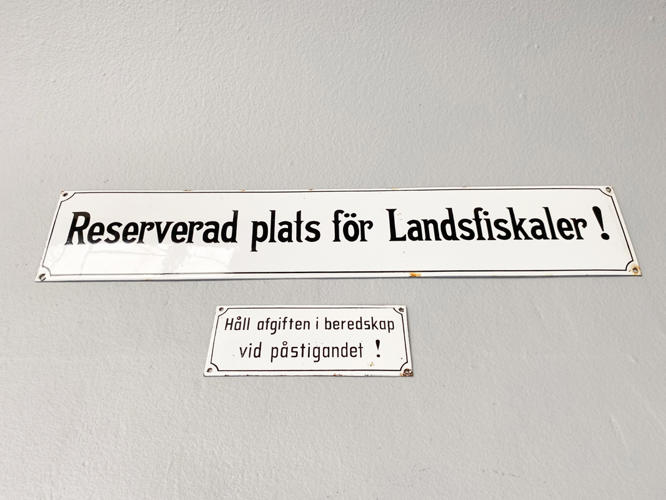 Reserverad plats för Landsfiskaler!
Håll afgiften i beredskap
vid påstigandet !